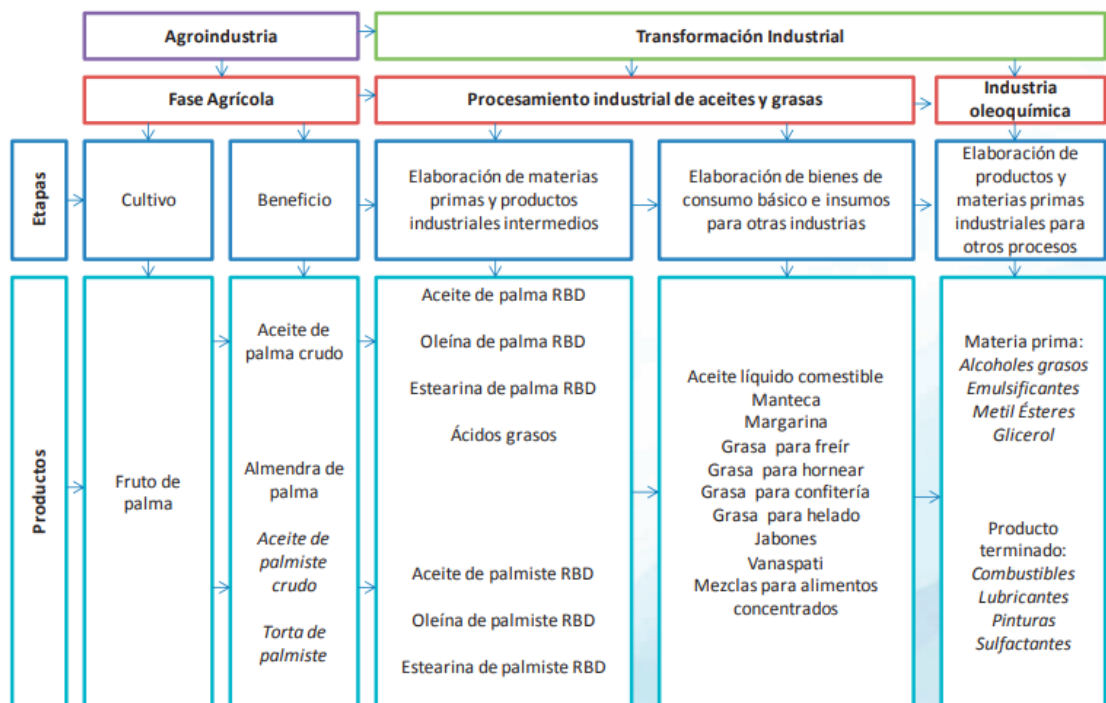 Agroindustria
Transformación Industrial
Fase Agrícola
Procesamiento industrial de aceites y grasas
Industria
oleoquímica
Etapas
Cultivo
Beneficio
Elaboración de materias
primas y productos
industriales intermedios
Elaboración de bienes de
consumo básico e insumos
para otras industrias
Elaboración de
productos y
materias primas
industriales para
otros procesos
Productos
Fruto de
palma
Aceite de
palma crudo
Almendra de
palma
Aceite de
palmiste
crudo
Torta de
palmiste
Aceite de palma RBD
Oleína de palma RBD
Estearina de palma RBD
Ácidos grasos
Aceite de palmiste RBD
Oleína de palmiste RBD
Estearina de palmiste RBD
Aceite líquido comestible
Manteca
Margarina
Grasa para freír
Grasa para hornear
Grasa para confitería
Grasa para helado
Jabones
Vanaspati
Mezclas para alimentos
concentrados
Materia prima:
Alcoholes grasos
Emulsificantes
Metil Ésteres
Glicerol
Producto
terminado:
Combustibles
Lubricantes
Pinturas
Sulfactantes